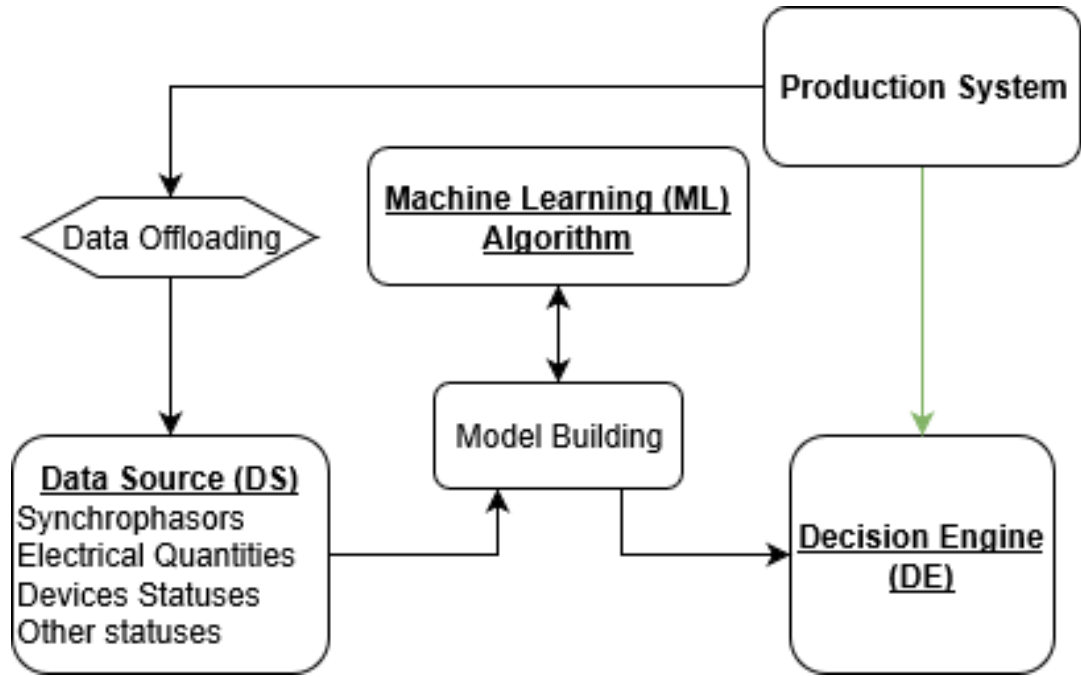 Production System
Machine Learning (ML)
Algorithm
Data Offloading
Model Building
Data Source (DS)
Synchrophasors
Electrical Quantities
Devices Statuses
Other statuses
Decision Engine
(DE)